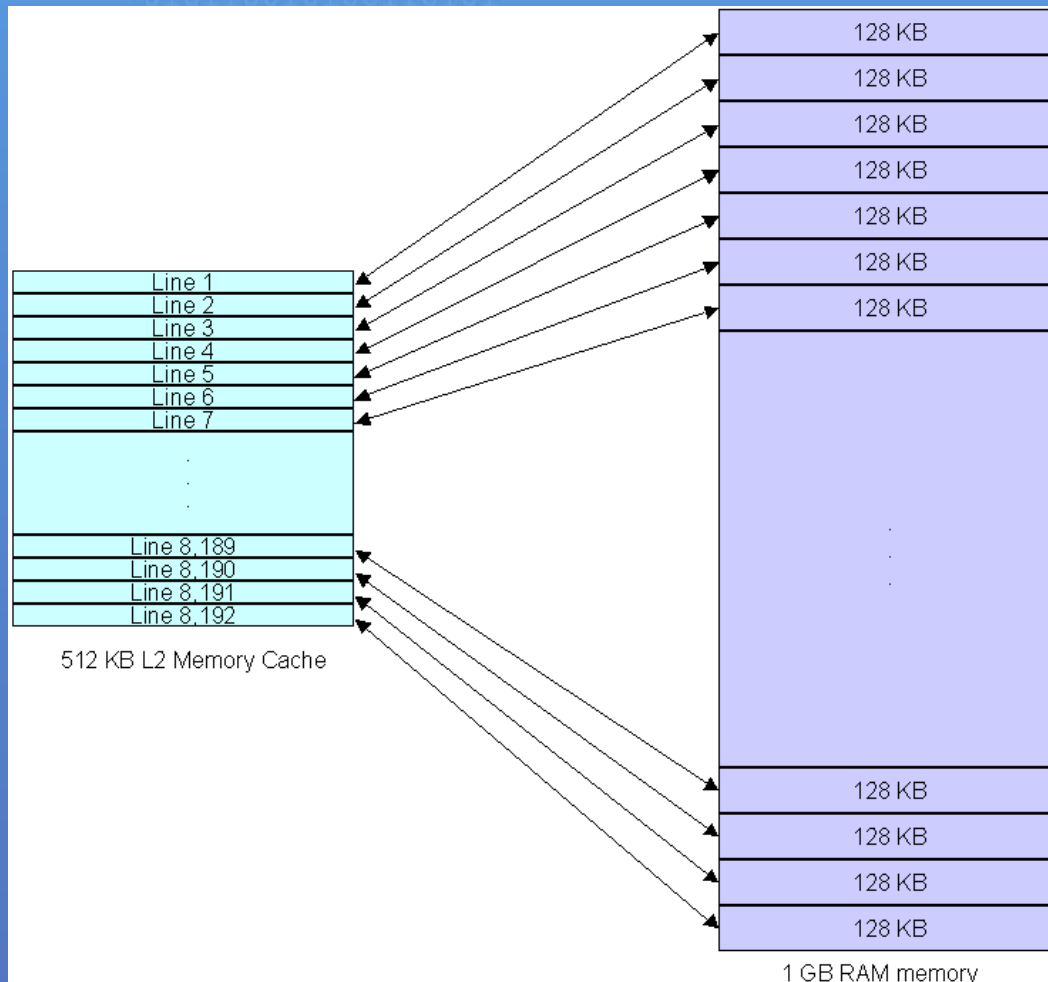 Line 1
Line 2
Line 3
Line 4
Line 5
Line 6
Line 7
.
.
.
Line 8,189
Line 8,190
Line 8,191
Line 8,192
512 KB L2 Memory Cache
128 KB
128 KB
128 KB
128 KB
128 KB
128 KB
128 KB
.
.
.
128 KB
128 KB
128 KB
128 KB
1 GB RAM memory